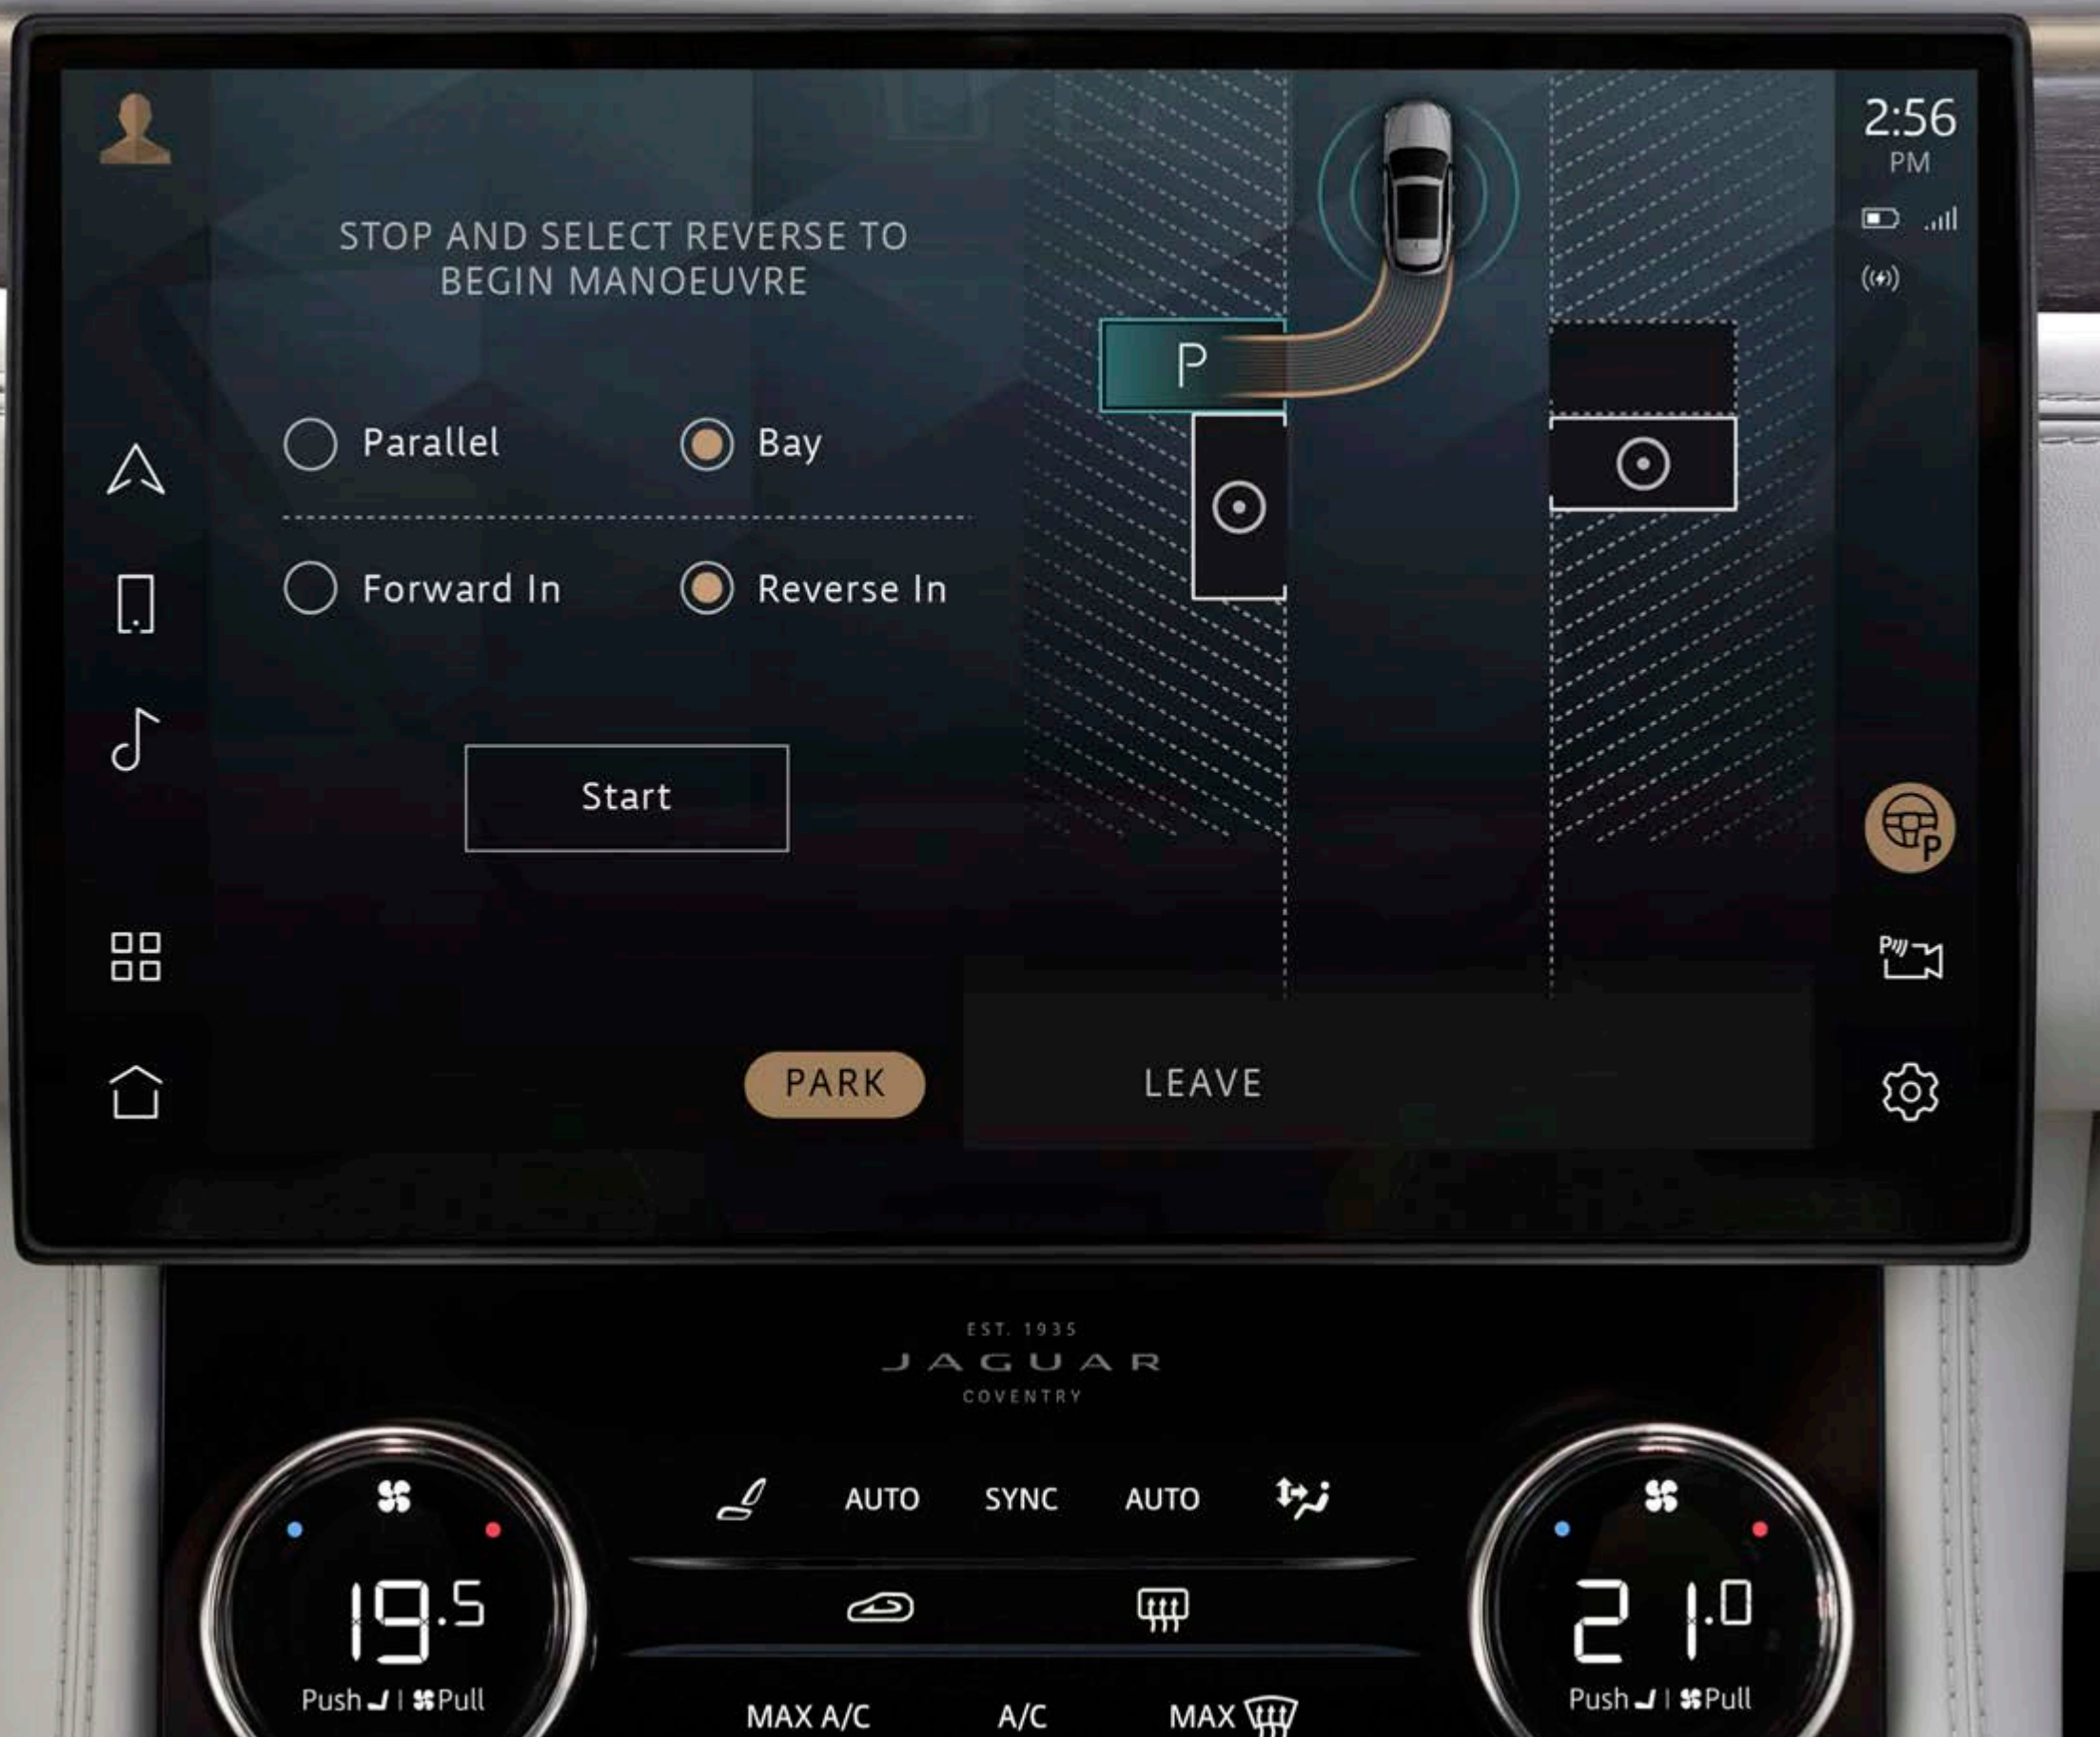 2:56
PM
STOP AND SELECT REVERSE TO
BEGIN MANOEUVRE
P
Parallel
Bay
Forward In
Reverse In
Start
P
P
PARK
LEAVE
EST. 1935
JAGUAR
COVENTRY
AUTO
SYNC
AUTO
19.5
21.0
Push | Pull
Push | Pull
MAX A/C
A/C
MAX